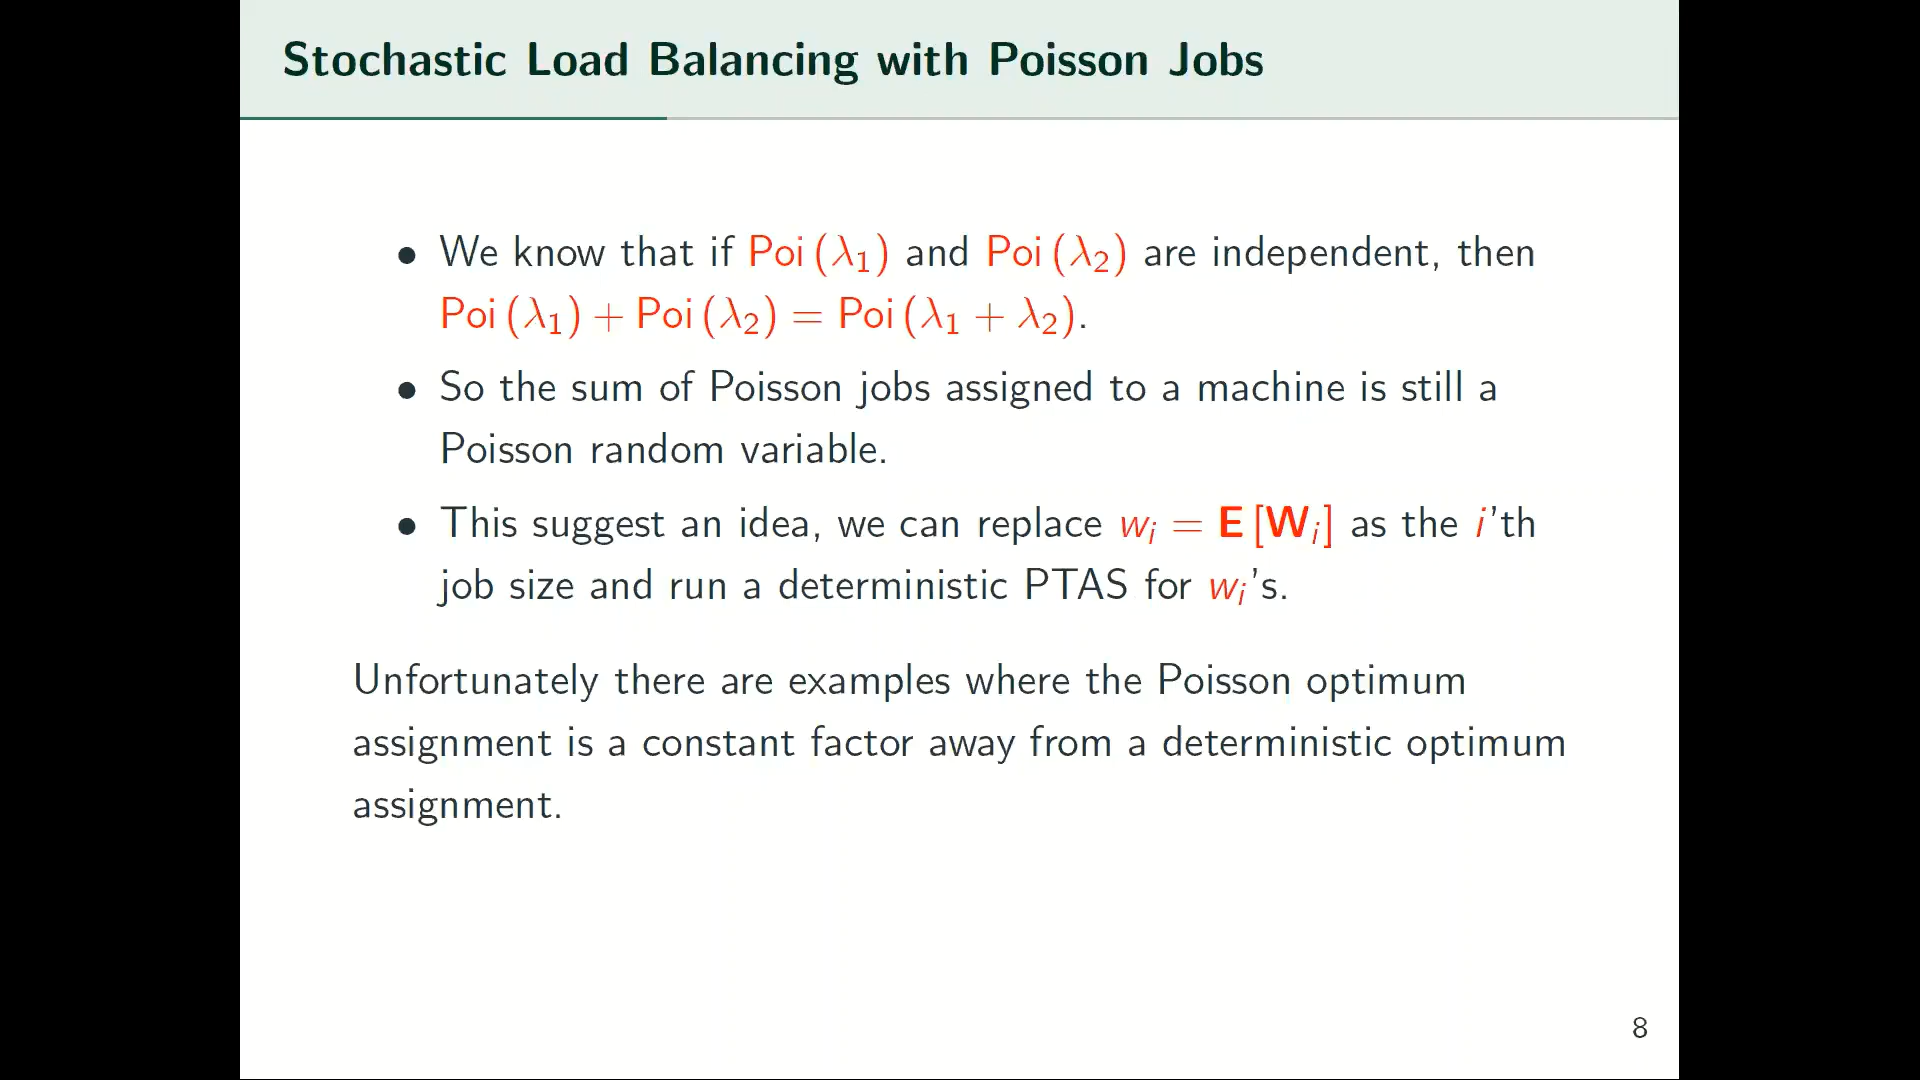 Stochastic Load Balancing with Poisson Jobs
• We know that if Poi (λ₁) and Poi (λ₂) are independent, then
Poi (λ₁) + Poi (λ₂) = Poi (λ₁ + λ₂).
• So the sum of Poisson jobs assigned to a machine is still a
Poisson random variable.
• This suggest an idea, we can replace wᵢ = E [Wᵢ] as the i'th
job size and run a deterministic PTAS for wᵢ's.
Unfortunately there are examples where the Poisson optimum
assignment is a constant factor away from a deterministic optimum
assignment.
8